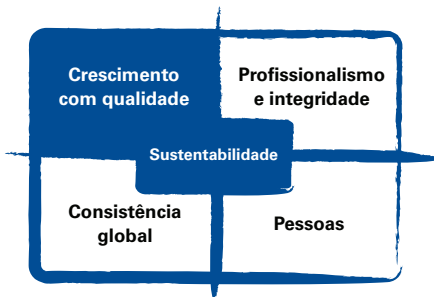 Crescimento
com qualidade
Profissionalismo
e integridade
Sustentabilidade
Consistência
global
Pessoas